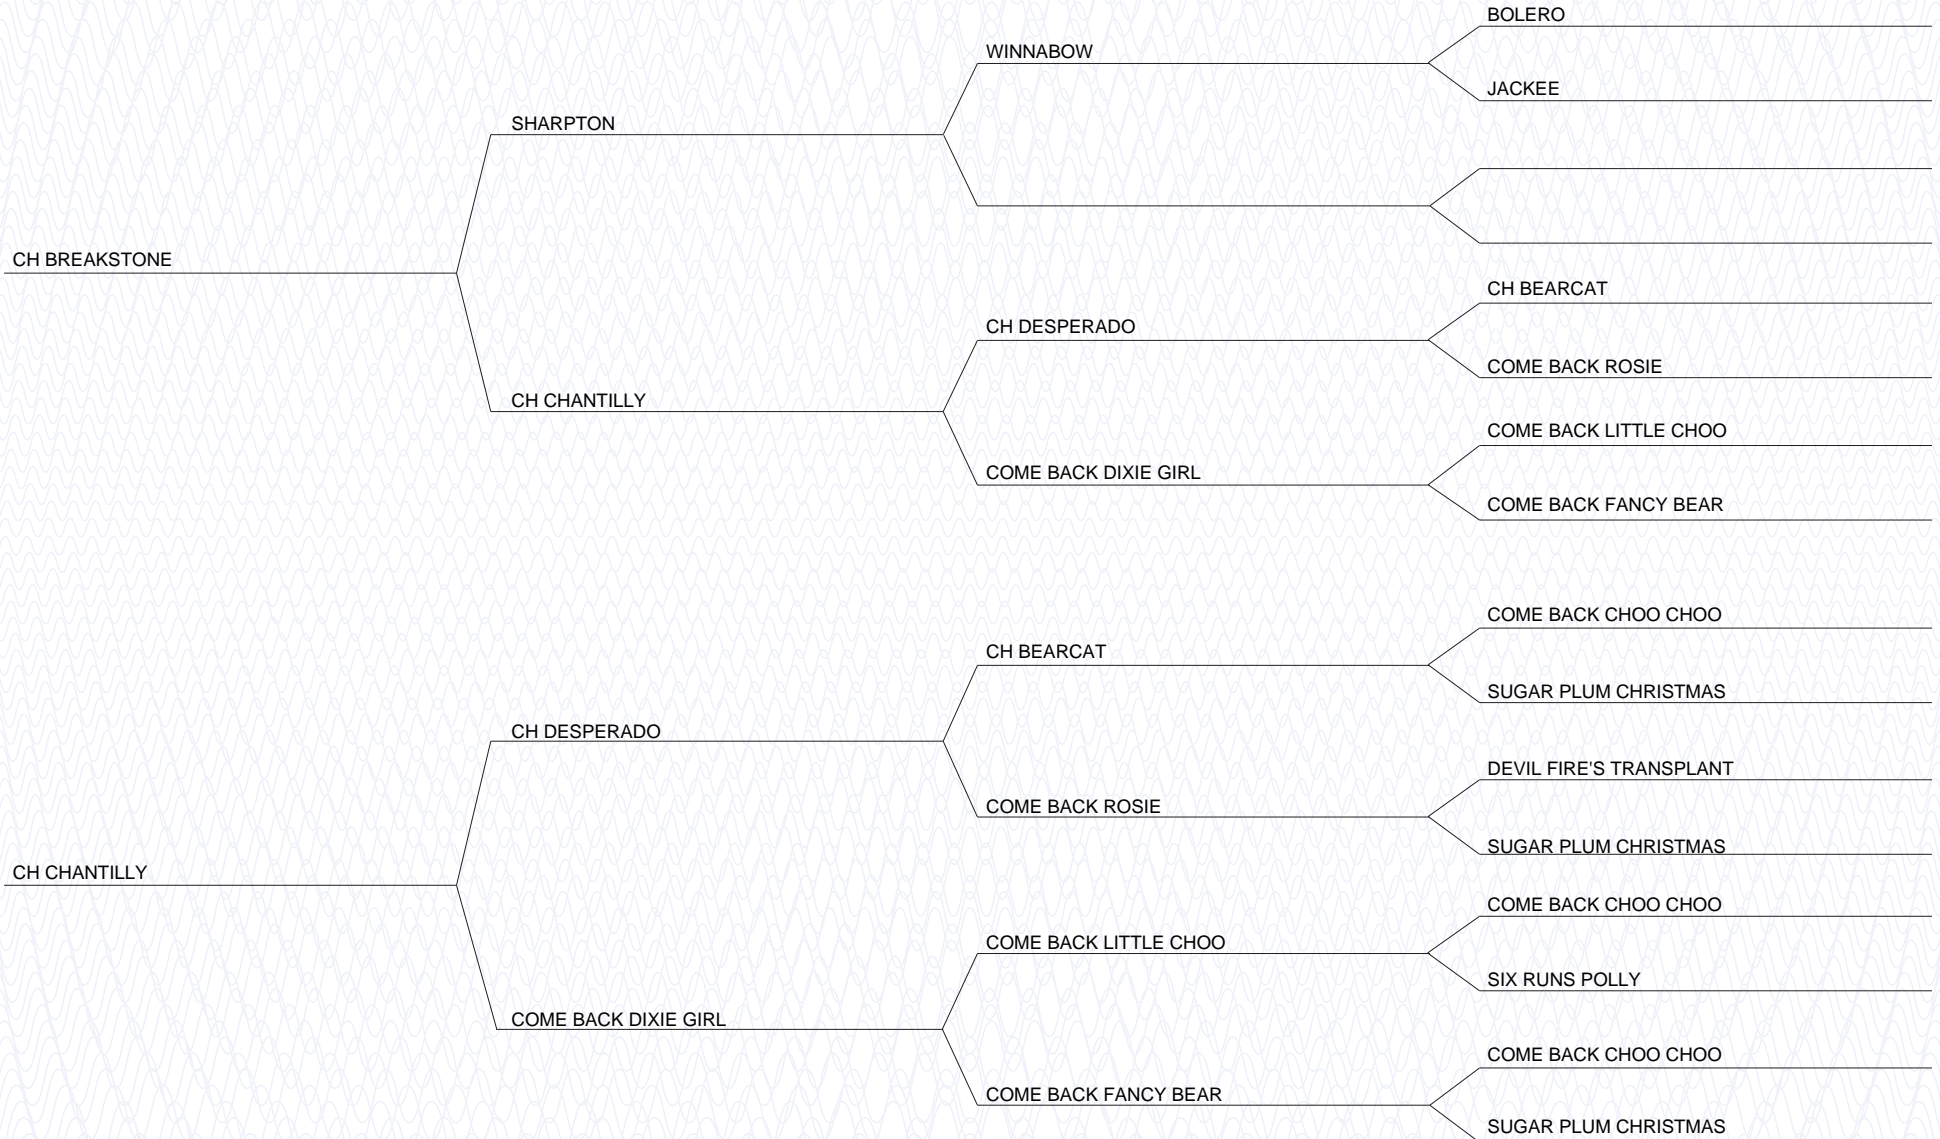 BOLERO
WINNABOW
JACKEE
SHARPTON
CH BREAKSTONE
CH BEARCAT
CH DESPERADO
COME BACK ROSIE
CH CHANTILLY
COME BACK LITTLE CHOO
COME BACK DIXIE GIRL
COME BACK FANCY BEAR
COME BACK CHOO CHOO
CH BEARCAT
SUGAR PLUM CHRISTMAS
CH DESPERADO
DEVIL FIRE'S TRANSPLANT
COME BACK ROSIE
SUGAR PLUM CHRISTMAS
CH CHANTILLY
COME BACK CHOO CHOO
COME BACK LITTLE CHOO
SIX RUNS POLLY
COME BACK DIXIE GIRL
COME BACK CHOO CHOO
COME BACK FANCY BEAR
SUGAR PLUM CHRISTMAS